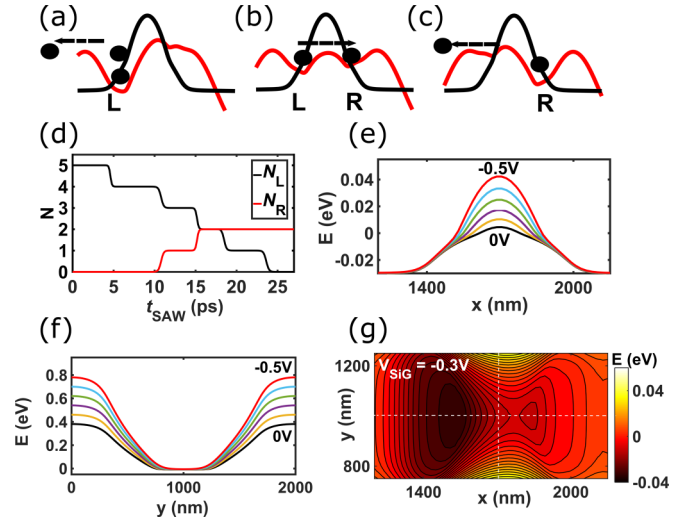 (a) (b) (c)
L L R R
(d) (e)
5
4
3
2
1
0
N
N_L
N_R
0 5 10 15 20 25
t_SAW (ps)
0.04
0.02
0
-0.02
E (eV)
-0.5V
0V
1400 2000
x (nm)
(f) (g)
0.8
0.6
0.4
0.2
0
E (eV)
-0.5V
0V
0 500 1000 1500 2000
y (nm)
V_SiG = -0.3V
1200
800
y (nm)
1400 2000
x (nm)
E (eV)
0.04
0
-0.04